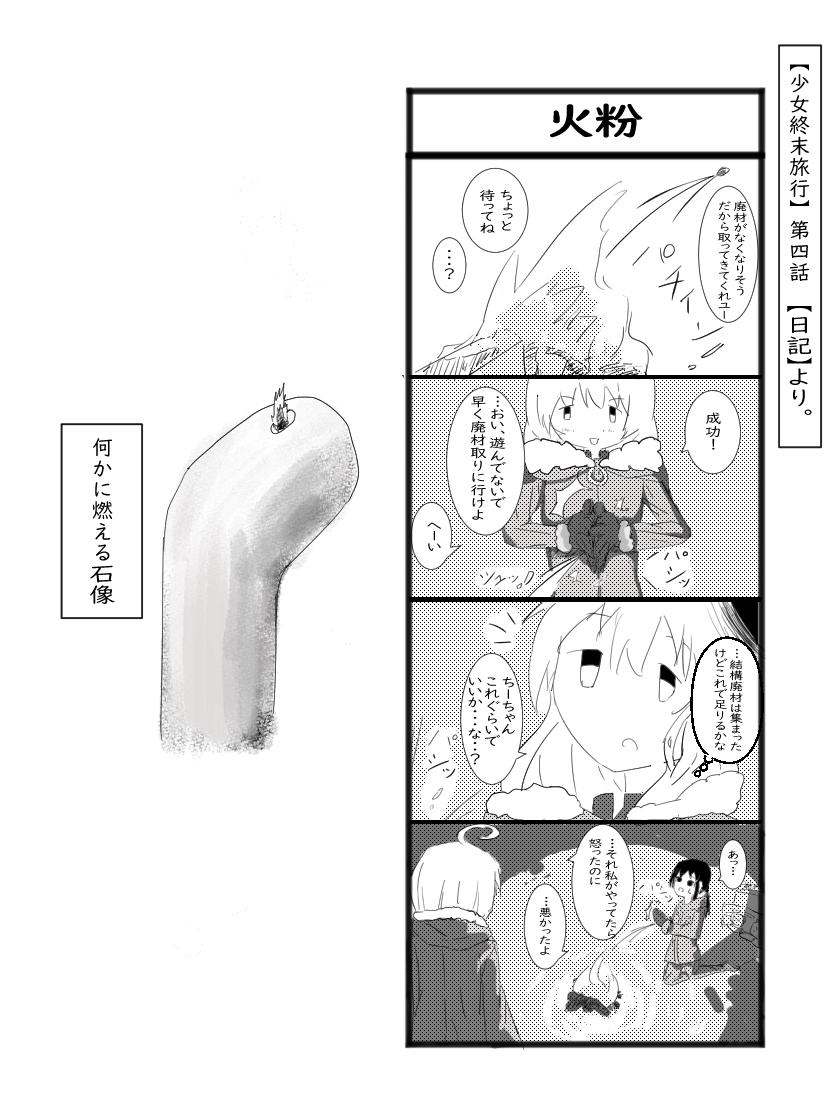 【少女終末旅行】第四話 【日記】より。
火粉
廃材がなくなりそう
だから取ってきてくれユー
ちょっと
待ってね
…?
チイィン
成功!
…おい、遊んでないで
早く廃材取りに行けよ
へーい
パシッ
…結構廃材は集まった
けどこれで足りるかな
ちーちゃん
これぐらいで
いいか・・な・・?
あっ…
…それ私がやってたら
怒ったのに
…悪かったよ
何かに燃える石像